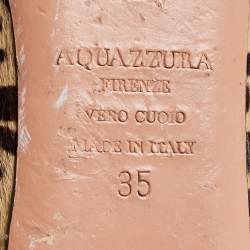 AQUAZZURA
FIRENZE
VERO CUOIO
MADE IN ITALY
35